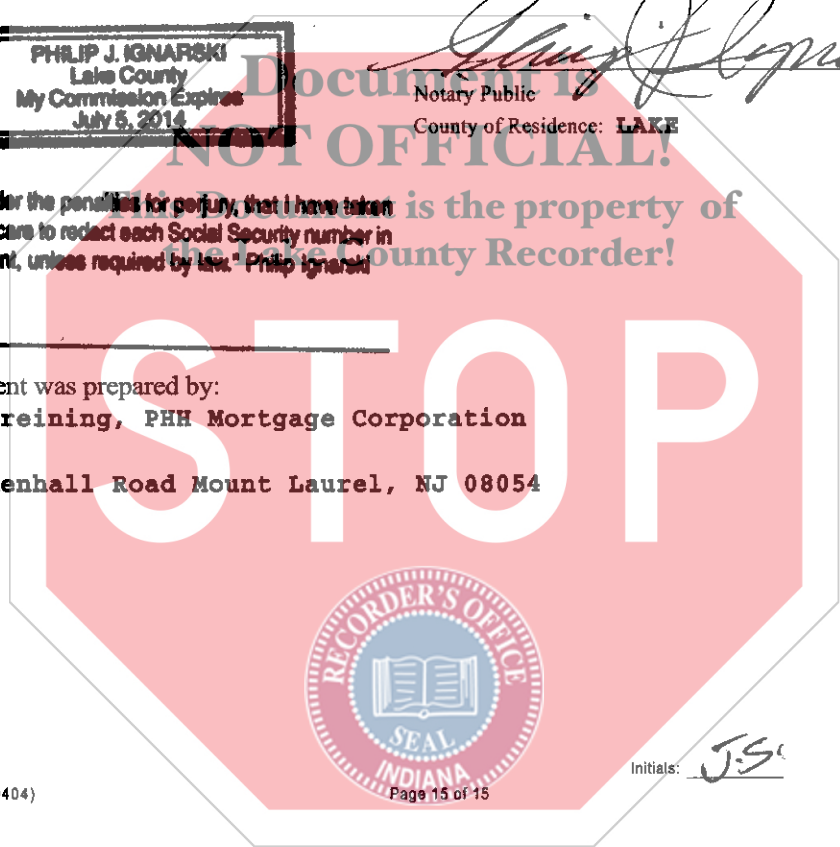 PHILIP J. IGNARSKI
Lake County
My Commission Expires
July 5, 2014
Notary Public
County of Residence: LAKE
Document is
NOT OFFICIAL!
This Document is the property of
the Lake County Recorder!
der the penalties for perjury, that I have taken
care to redact each Social Security number in
nt, unless required by law." Philip Ignarski
STOP
ent was prepared by:
reining, PHH Mortgage Corporation
enhall Road Mount Laurel, NJ 08054
RECORDER'S OFFICE
SEAL
INDIANA
Initials: J.S.
404)
Page 15 of 15